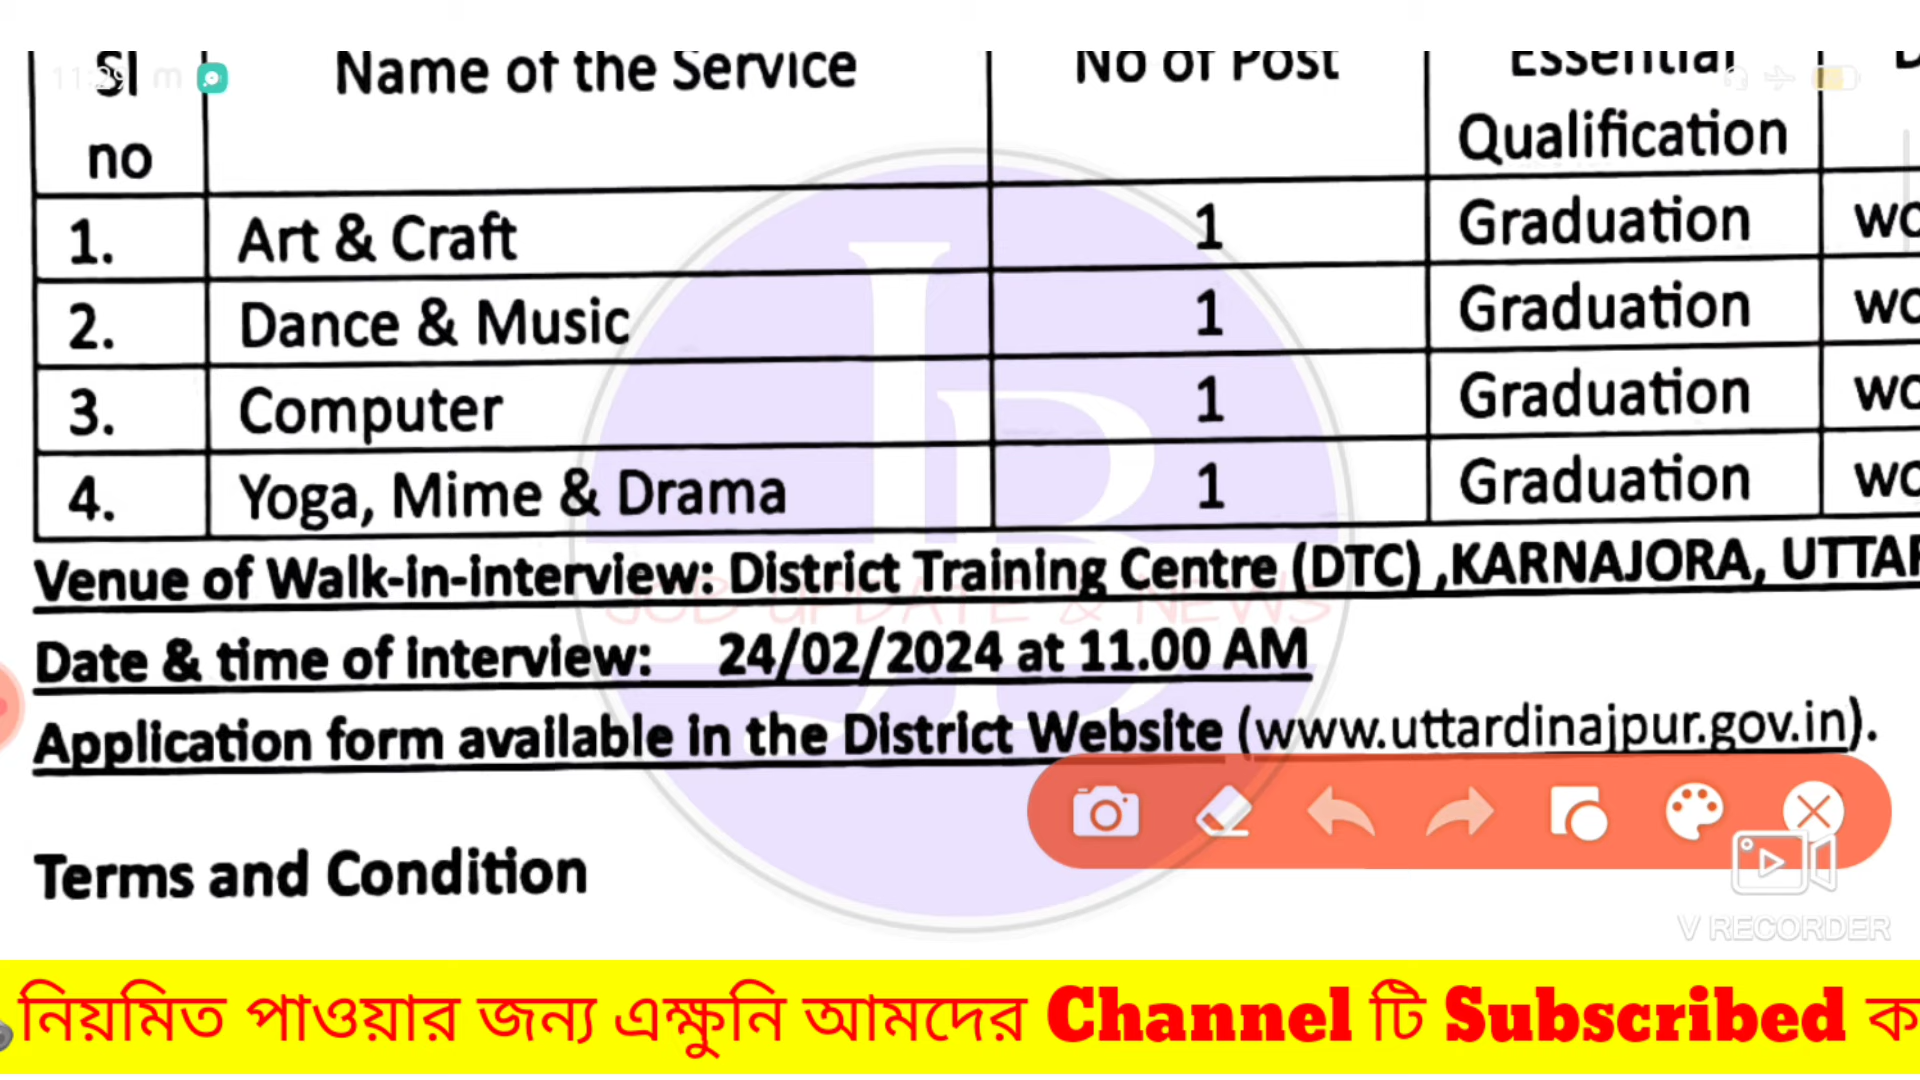 Sl
no
Name of the Service
No of Post
Essential
Qualification
1. Art & Craft 1 Graduation
2. Dance & Music 1 Graduation
3. Computer 1 Graduation
4. Yoga, Mime & Drama 1 Graduation
Venue of Walk-in-interview: District Training Centre (DTC) ,KARNAJORA,
JOB UPDATE & NEWS
Date & time of interview: 24/02/2024 at 11.00 AM
Application form available in the District Website (www.uttardinajpur.gov.in).
Terms and Condition
V RECORDER
নিয়মিত পাওয়ার জন্য এক্ষুনি আমদের Channel টি Subscribed